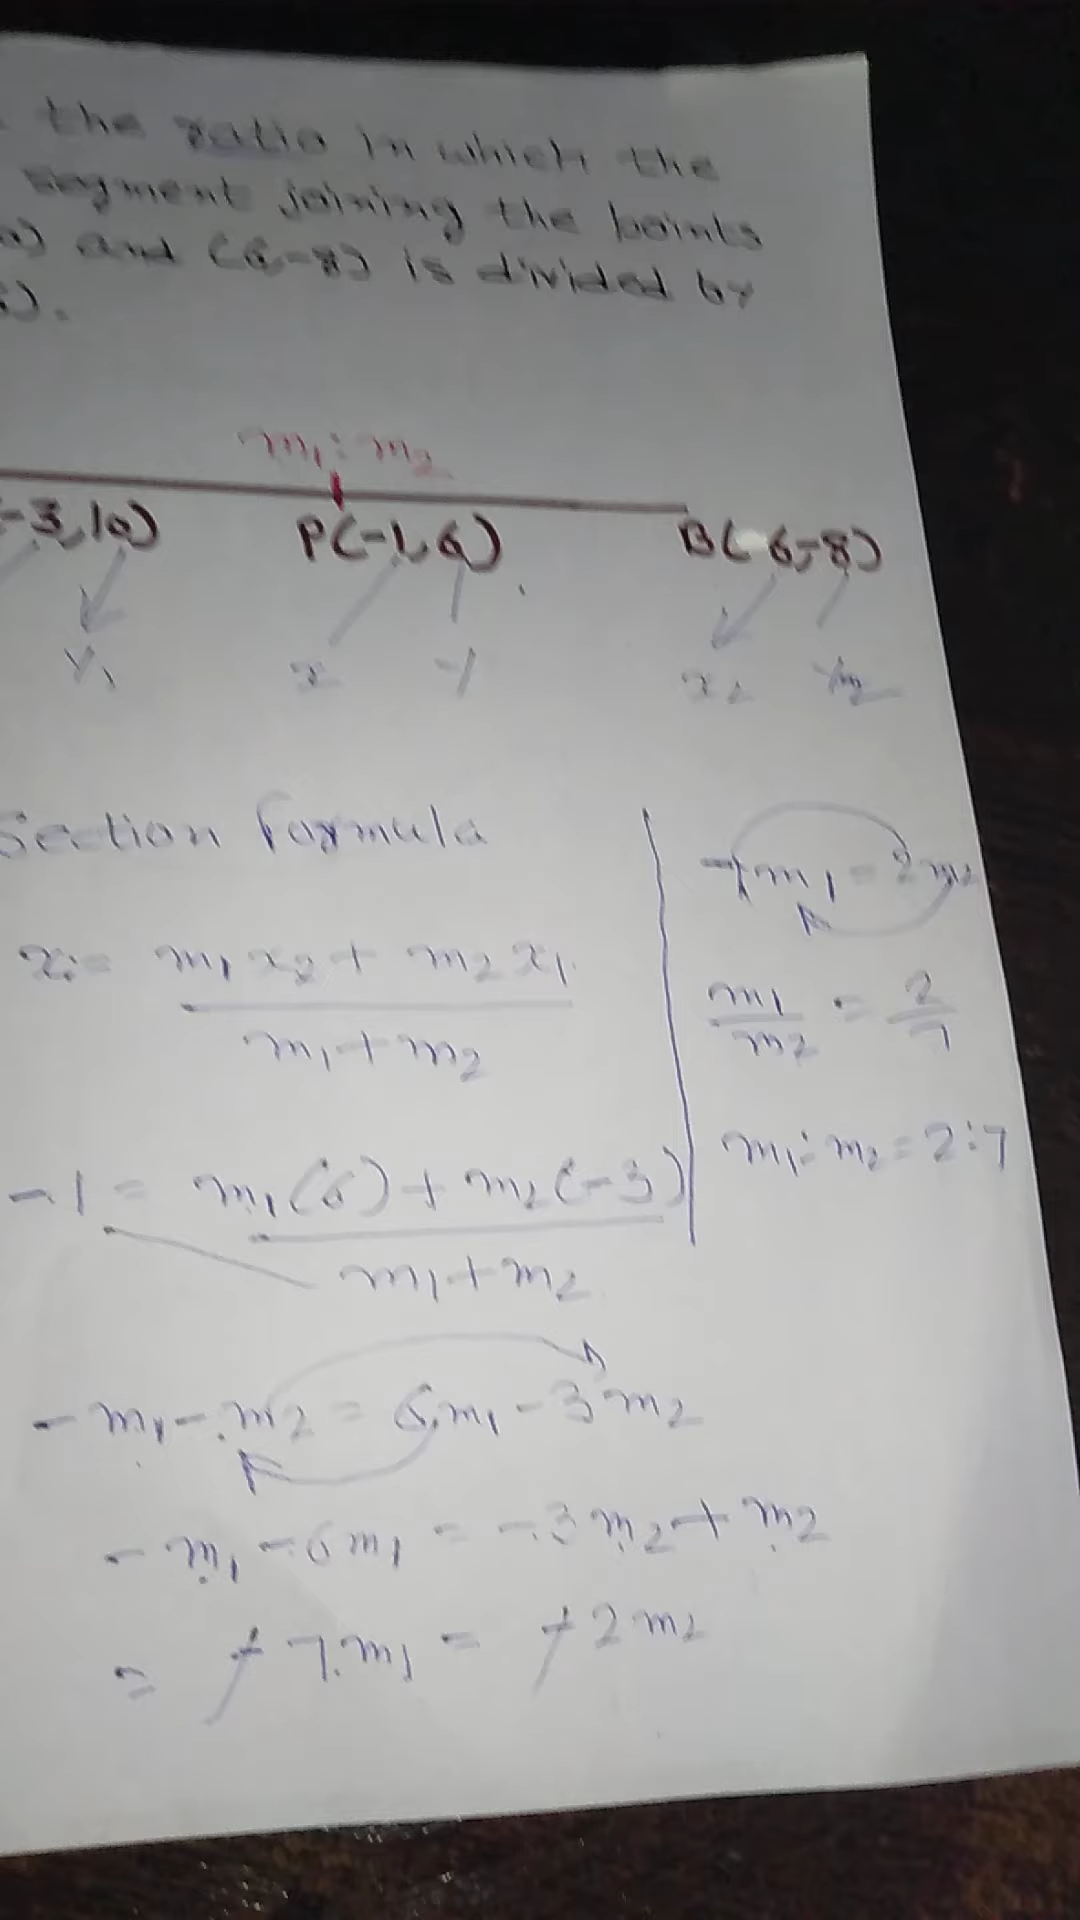 the ratio in which the
segment joining the points
and (6,-8) is divided by
).
m₁ : m₂
-3,10) P(-1,6) B( 6,-8)
y₁ x y x₂ y₂
Section formula
x = m₁x₂ + m₂x₁
m₁+m₂
-1 = m₁(6) + m₂(-3)
m₁+m₂
-m₁-m₂ = 6m₁-3m₂
-m₁-6m₁ = -3m₂+m₂
= 7m₁ = 2m₂
7m₁ = 2m₂
m₁ = 2
m₂ 7
m₁:m₂ = 2:7